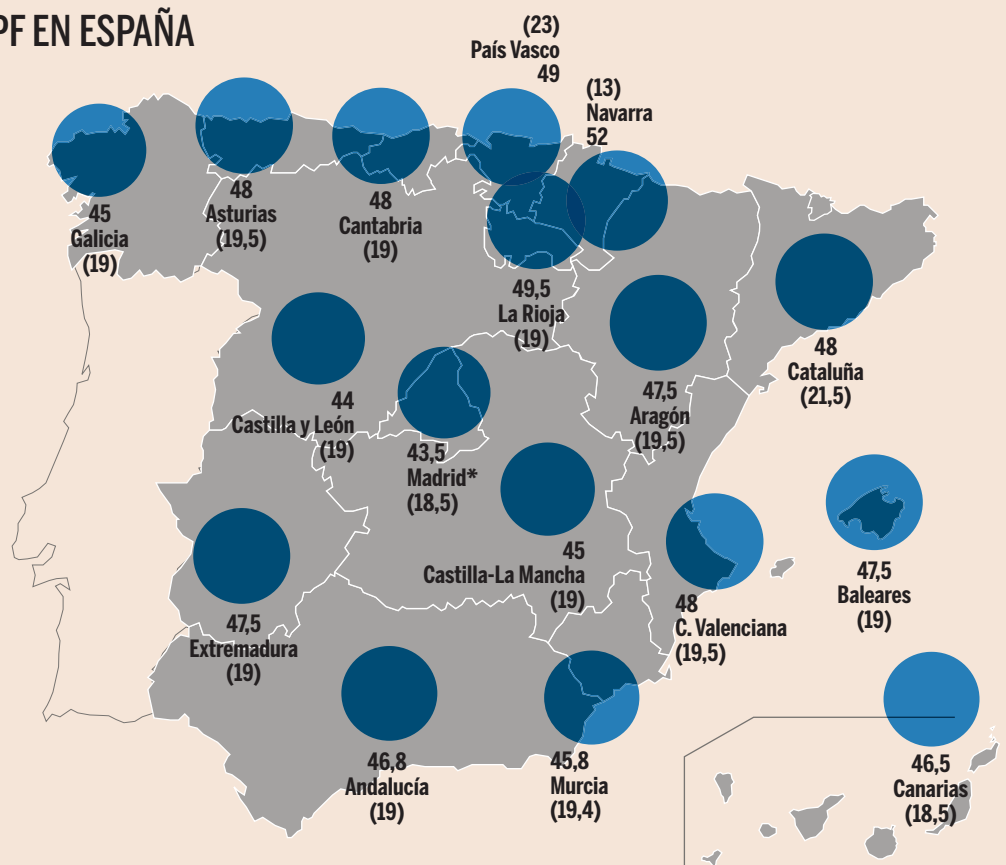 PF EN ESPAÑA
(23)
País Vasco
49
(13)
Navarra
52
45
Galicia
(19)
48
Asturias
(19,5)
48
Cantabria
(19)
49,5
La Rioja
(19)
48
Cataluña
(21,5)
44
Castilla y León
(19)
43,5
Madrid*
(18,5)
47,5
Aragón
(19,5)
45
Castilla-La Mancha
(19)
47,5
Baleares
(19)
48
C. Valenciana
(19,5)
47,5
Extremadura
(19)
46,8
Andalucía
(19)
45,8
Murcia
(19,4)
46,5
Canarias
(18,5)